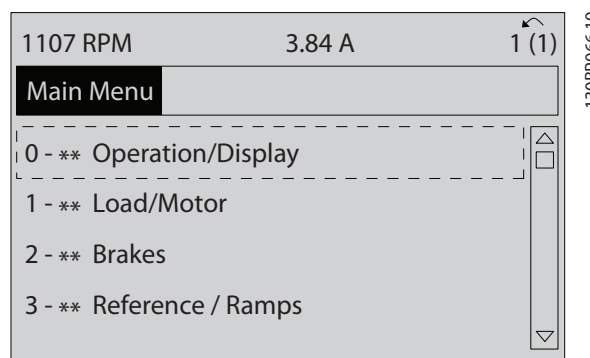 1107 RPM 3.84 A 1 (1)
Main Menu
0 - ** Operation/Display
1 - ** Load/Motor
2 - ** Brakes
3 - ** Reference / Ramps